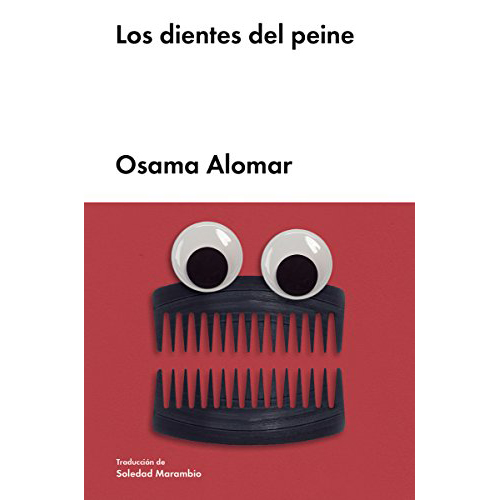 Los dientes del peine
Osama Alomar
Traducción de
Soledad Marambio